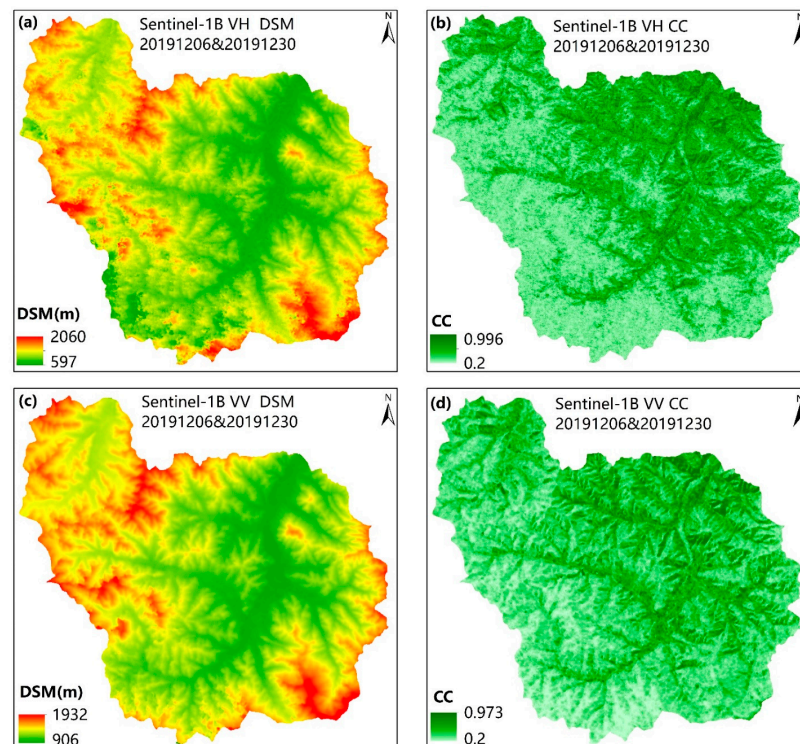 (a)
Sentinel-1B VH DSM
20191206&20191230
N
DSM(m)
2060
597
(b)
Sentinel-1B VH CC
20191206&20191230
N
CC
0.996
0.2
(c)
Sentinel-1B VV DSM
20191206&20191230
N
DSM(m)
1932
906
(d)
Sentinel-1B VV CC
20191206&20191230
N
CC
0.973
0.2